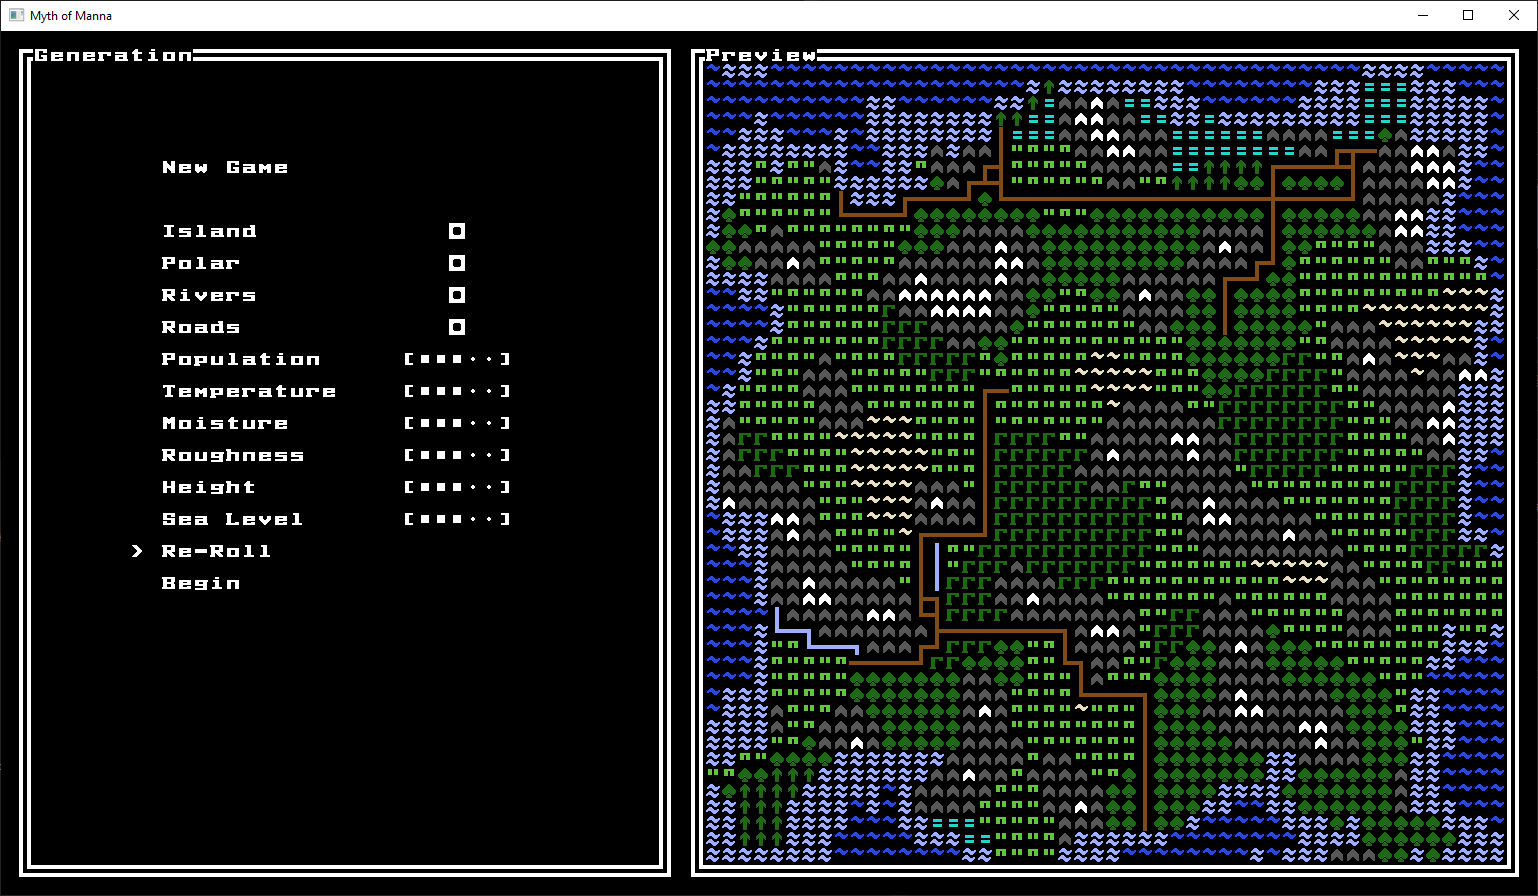 Myth of Manna
Generation
New Game
Island
Polar
Rivers
Roads
Population [■■■··]
Temperature [■■■··]
Moisture [■■■··]
Roughness [■■■··]
Height [■■■··]
Sea Level [■■■··]
> Re-Roll
Begin
Preview